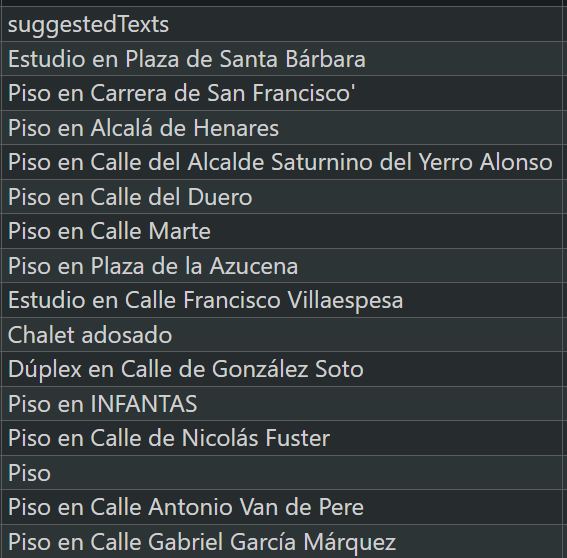 suggestedTexts
Estudio en Plaza de Santa Bárbara
Piso en Carrera de San Francisco'
Piso en Alcalá de Henares
Piso en Calle del Alcalde Saturnino del Yerro Alonso
Piso en Calle del Duero
Piso en Calle Marte
Piso en Plaza de la Azucena
Estudio en Calle Francisco Villaespesa
Chalet adosado
Dúplex en Calle de González Soto
Piso en INFANTAS
Piso en Calle de Nicolás Fuster
Piso
Piso en Calle Antonio Van de Pere
Piso en Calle Gabriel García Márquez